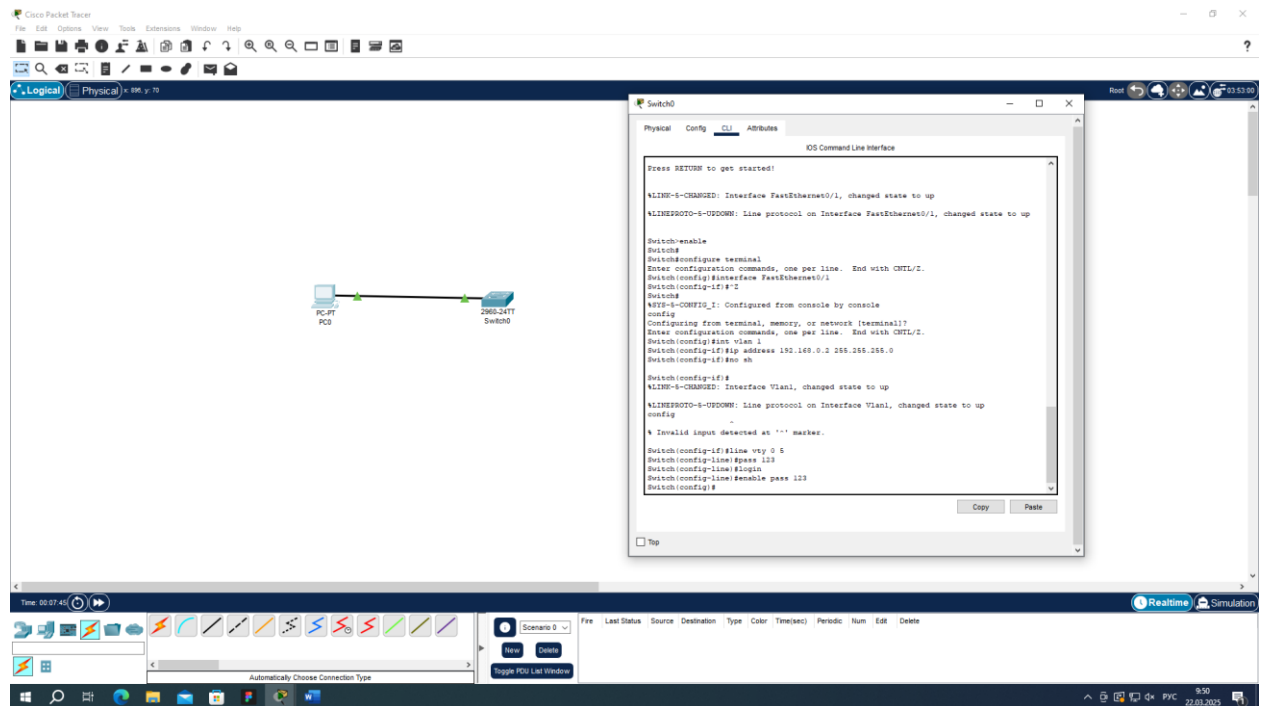 Cisco Packet Tracer
File Edit Options View Tools Extensions Window Help
?
Logical Physical x: 896, y: 70 Root 03:53:00
Switch0
Physical Config CLI Attributes
IOS Command Line Interface
Press RETURN to get started!
%LINK-5-CHANGED: Interface FastEthernet0/1, changed state to up
%LINEPROTO-5-UPDOWN: Line protocol on Interface FastEthernet0/1, changed state to up
Switch>enable
Switch#
Switch#configure terminal
Enter configuration commands, one per line. End with CNTL/Z.
Switch(config)#interface FastEthernet0/1
Switch(config-if)#^Z
Switch#
%SYS-5-CONFIG_I: Configured from console by console
config
Configuring from terminal, memory, or network [terminal]?
Enter configuration commands, one per line. End with CNTL/Z.
Switch(config)#int vlan 1
Switch(config-if)#ip address 192.168.0.2 255.255.255.0
Switch(config-if)#no sh
Switch(config-if)#
%LINK-5-CHANGED: Interface Vlan1, changed state to up
%LINEPROTO-5-UPDOWN: Line protocol on Interface Vlan1, changed state to up
config
^
% Invalid input detected at '^' marker.
Switch(config-if)#line vty 0 5
Switch(config-line)#pass 123
Switch(config-line)#login
Switch(config-line)#enable pass 123
Switch(config)#
Copy Paste
Top
PC-PT
PC0
2960-24TT
Switch0
Time: 00:07:45 Realtime Simulation
Scenario 0
New Delete
Toggle PDU List Window
Fire Last Status Source Destination Type Color Time(sec) Periodic Num Edit Delete
Automatically Choose Connection Type
РУС
9:50
22.03.2025